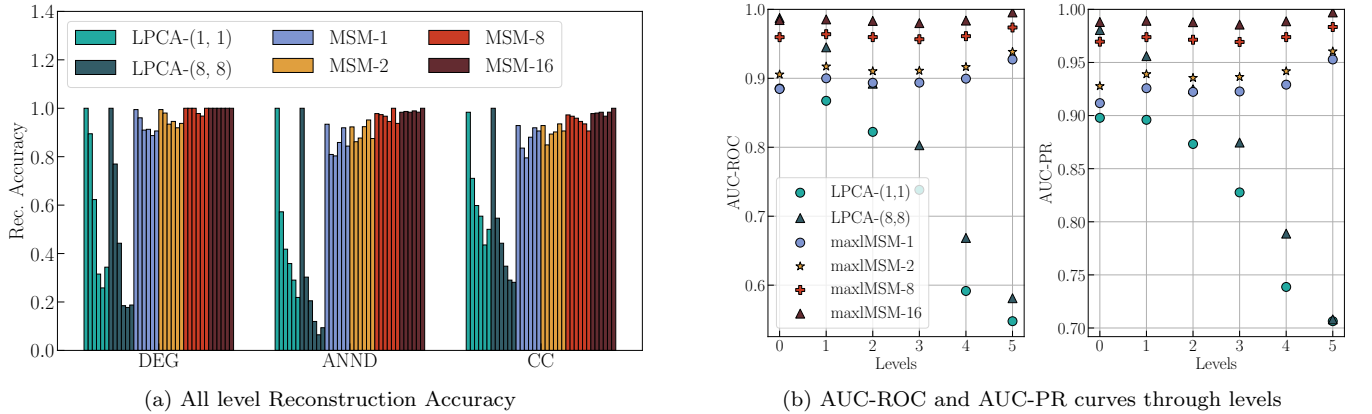 1.4
1.2
1.0
0.8
0.6
0.4
0.2
0.0
Rec. Accuracy
LPCA-(1, 1)
LPCA-(8, 8)
MSM-1
MSM-2
MSM-8
MSM-16
DEG
ANND
CC
(a) All level Reconstruction Accuracy
1.0
0.9
0.8
0.7
0.6
AUC-ROC
LPCA-(1,1)
LPCA-(8,8)
maxlMSM-1
maxlMSM-2
maxlMSM-8
maxlMSM-16
0 1 2 3 4 5
Levels
1.00
0.95
0.90
0.85
0.80
0.75
0.70
AUC-PR
0 1 2 3 4 5
Levels
(b) AUC-ROC and AUC-PR curves through levels